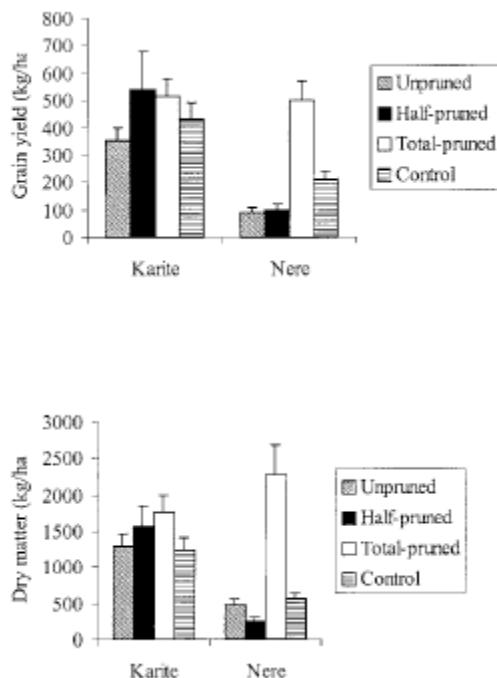 800
700
600
500
400
300
200
100
0
Grain yield (kg/ha
Karite
Nere
Unpruned
Half-pruned
Total-pruned
Control
3000
2500
2000
1500
1000
500
0
Dry matter (kg/ha
Karite
Nere
Unpruned
Half-pruned
Total-pruned
Control